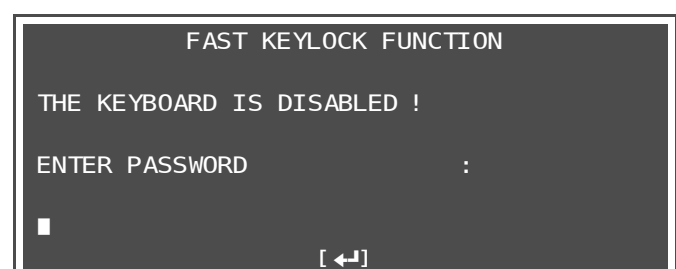 FAST KEYLOCK FUNCTION
THE KEYBOARD IS DISABLED !
ENTER PASSWORD :
[↵]